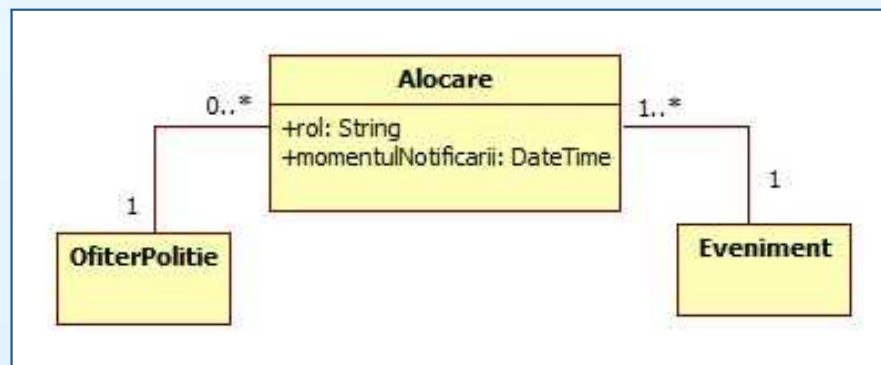 Alocare
0..*
1..*
+rol: String
+momentulNotificarii: DateTime
1
1
OfiterPolitie
Eveniment